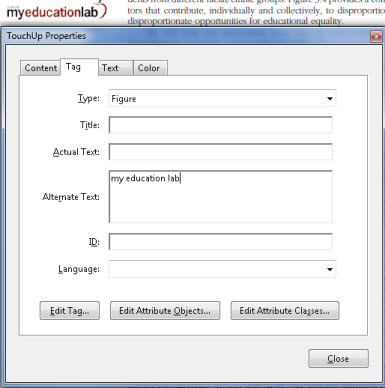 dents from different racial/ethnic groups. Figure 3.4 provides a con
myeducationlab
tors that contribute, individually and collectively, to disproportio
disproportionate opportunities for educational equality.
TouchUp Properties
Content Tag Text Color
Type: Figure
Title:
Actual Text:
Alternate Text: my education lab
ID:
Language:
Edit Tag... Edit Attribute Objects... Edit Attribute Classes...
Close